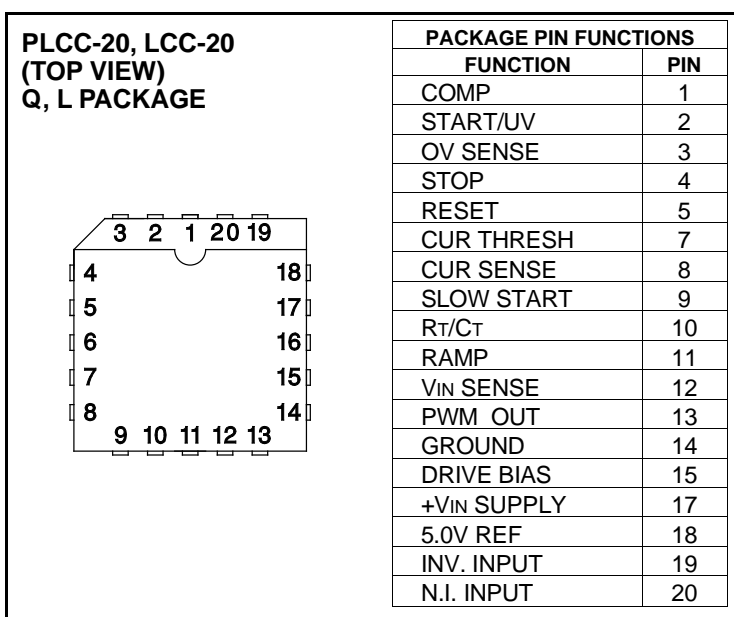 PLCC-20, LCC-20
(TOP VIEW)
Q, L PACKAGE
3 2 1 20 19
4 18
5 17
6 16
7 15
8 14
9 10 11 12 13
PACKAGE PIN FUNCTIONS
FUNCTION PIN
COMP 1
START/UV 2
OV SENSE 3
STOP 4
RESET 5
CUR THRESH 7
CUR SENSE 8
SLOW START 9
RT/CT 10
RAMP 11
VIN SENSE 12
PWM OUT 13
GROUND 14
DRIVE BIAS 15
+VIN SUPPLY 17
5.0V REF 18
INV. INPUT 19
N.I. INPUT 20